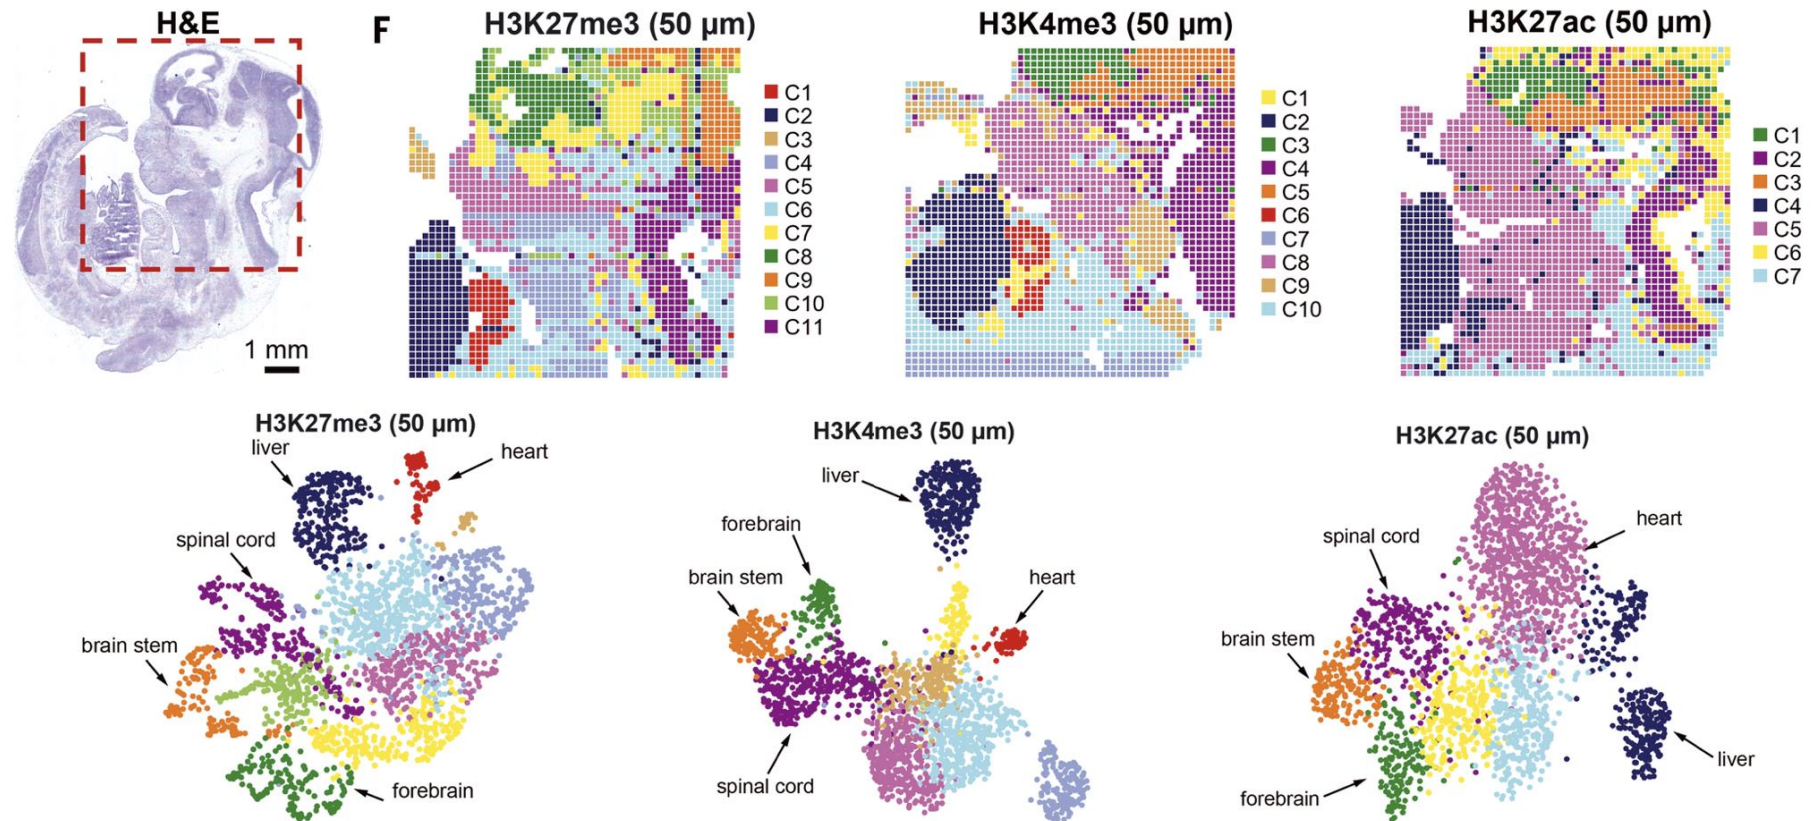 H&E
F
H3K27me3 (50 µm)
H3K4me3 (50 µm)
H3K27ac (50 µm)
1 mm
C1
C2
C3
C4
C5
C6
C7
C8
C9
C10
C11
C1
C2
C3
C4
C5
C6
C7
C8
C9
C10
C1
C2
C3
C4
C5
C6
C7
H3K27me3 (50 µm)
liver
heart
spinal cord
brain stem
forebrain
H3K4me3 (50 µm)
liver
forebrain
brain stem
heart
spinal cord
H3K27ac (50 µm)
heart
spinal cord
brain stem
liver
forebrain